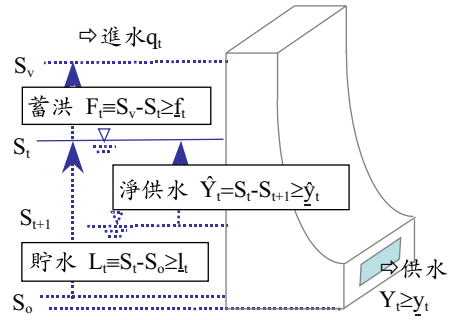 ⇨進水qt
Sv
蓄洪 Ft≡Sv-St≥ft
St
淨供水 Ŷt=St-St+1≥ŷt
St+1
貯水 Lt≡St-So≥lt
So
⇨供水
Yt≥yt